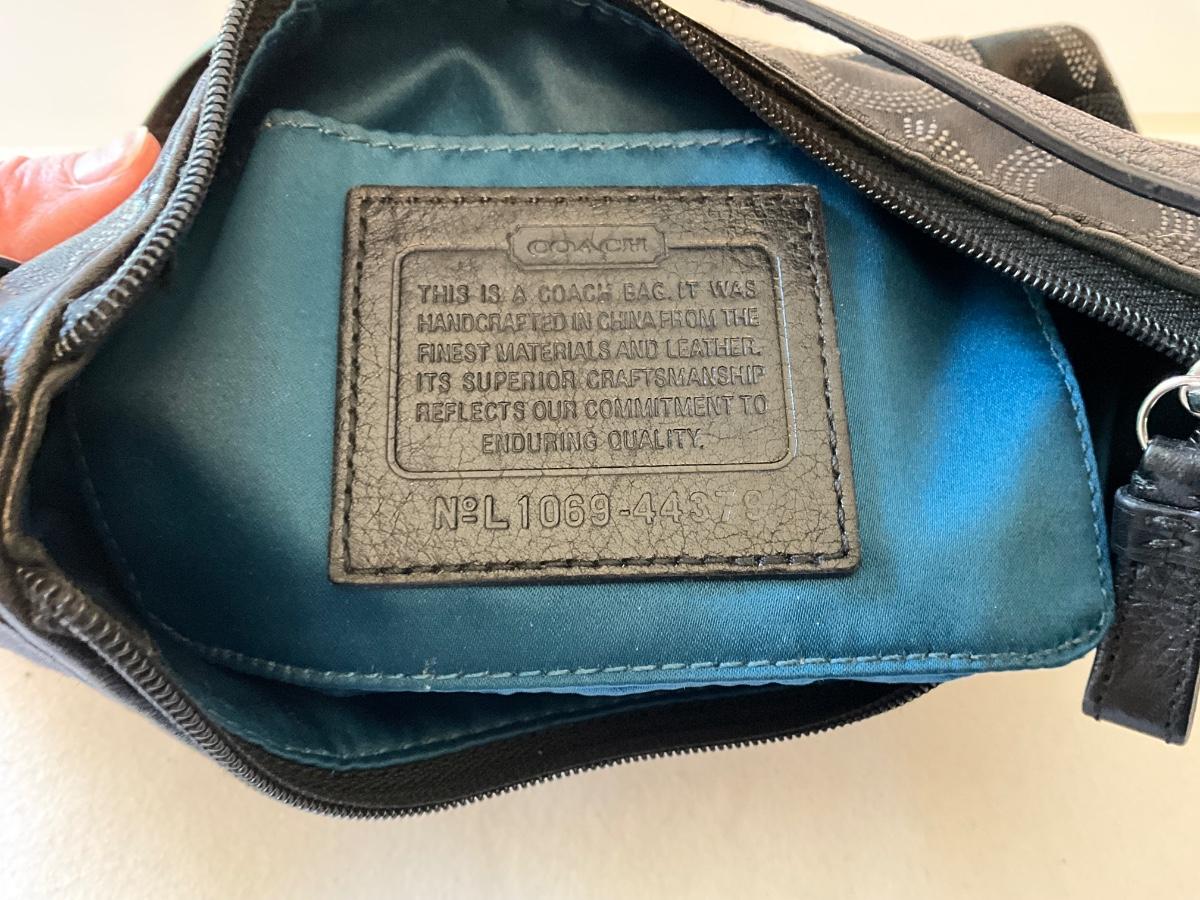 COACH
THIS IS A COACH BAG. IT WAS
HANDCRAFTED IN CHINA FROM THE
FINEST MATERIALS AND LEATHER.
ITS SUPERIOR CRAFTSMANSHIP
REFLECTS OUR COMMITMENT TO
ENDURING QUALITY.
NºL1069-44379